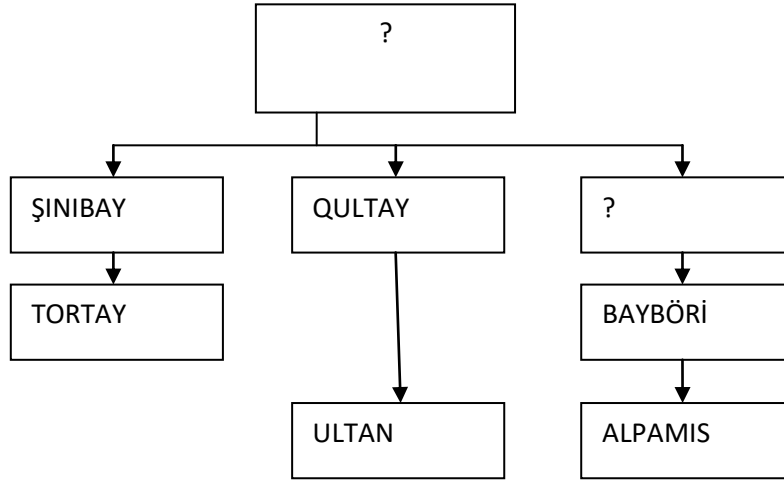 ?
ŞINIBAY
QULTAY
?
TORTAY
BAYBÖRİ
ULTAN
ALPAMIS